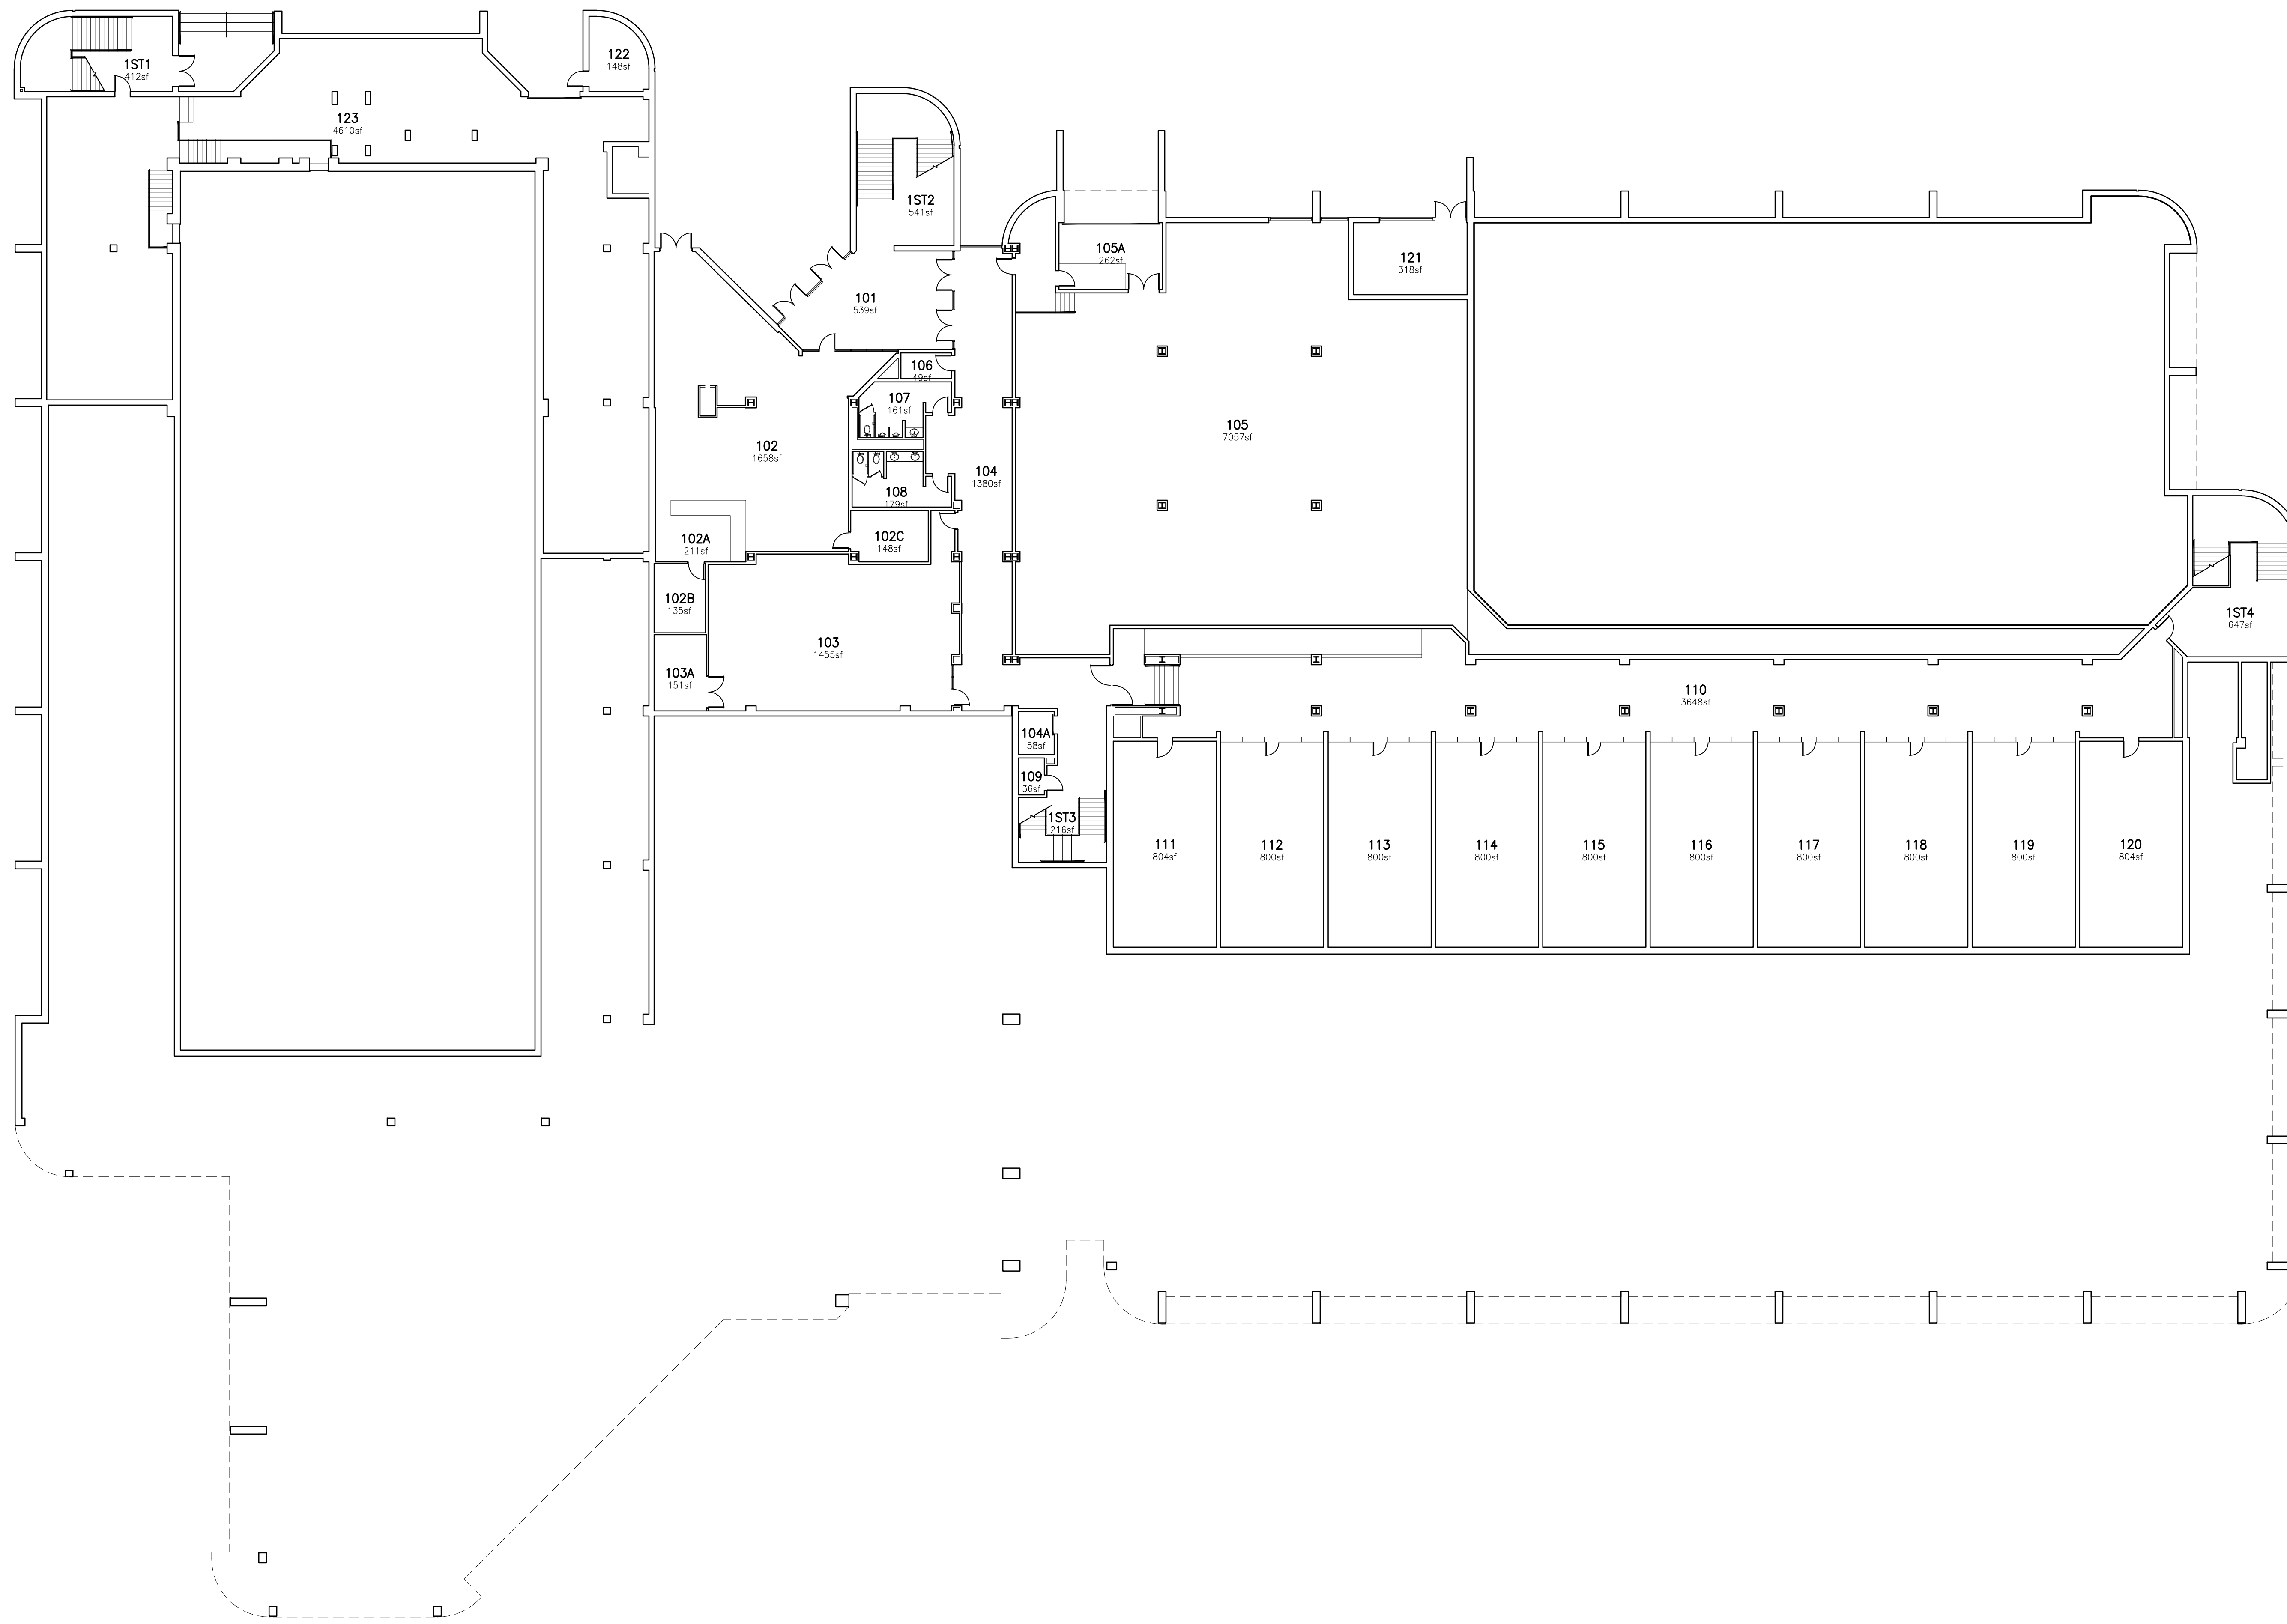 1ST1
412sf
122
148sf
123
4610sf
1ST2
541sf
101
539sf
105A
262sf
121
318sf
106
49sf
107
161sf
102
1658sf
105
7057sf
104
1380sf
108
179sf
102A
211sf
102C
148sf
102B
135sf
103
1455sf
103A
151sf
1ST4
647sf
110
3648sf
104A
58sf
109
36sf
1ST3
216sf
111
804sf
112
800sf
113
800sf
114
800sf
115
800sf
116
800sf
117
800sf
118
800sf
119
800sf
120
804sf